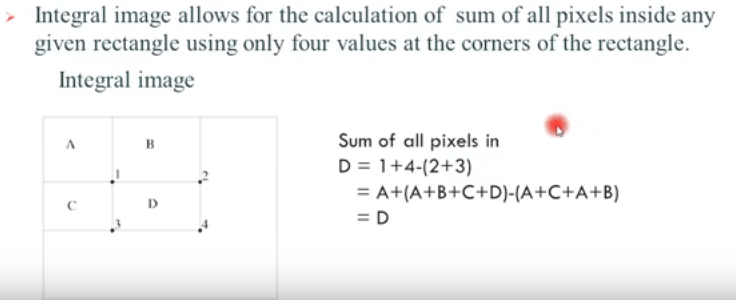 ➢ Integral image allows for the calculation of sum of all pixels inside any
given rectangle using only four values at the corners of the rectangle.
Integral image
A B
1 2
C D
3 4
Sum of all pixels in
D = 1+4-(2+3)
= A+(A+B+C+D)-(A+C+A+B)
= D